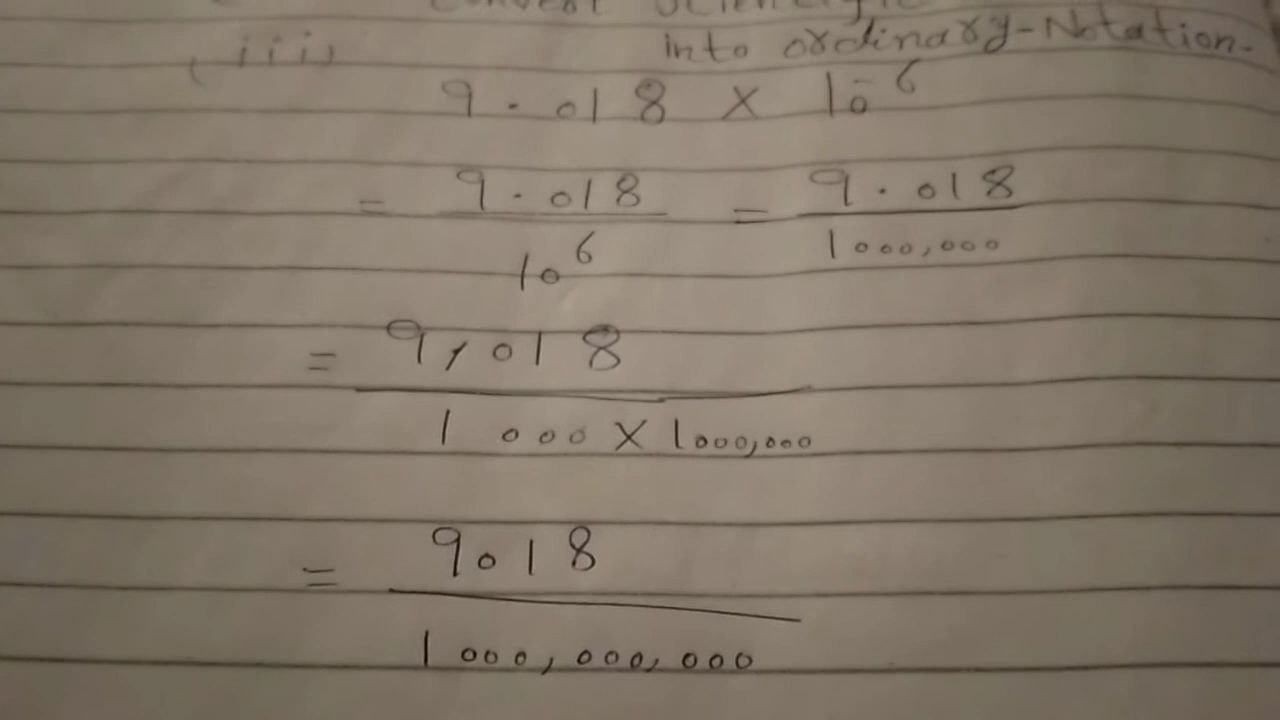 into ordinary-Notation-
(iii)
9.018 x 10⁻⁶
= 9.018 / 10⁶ = 9.018 / 1000,000
= 9,018 / 1000 x 1000,000
= 9018 / 1000,000,000